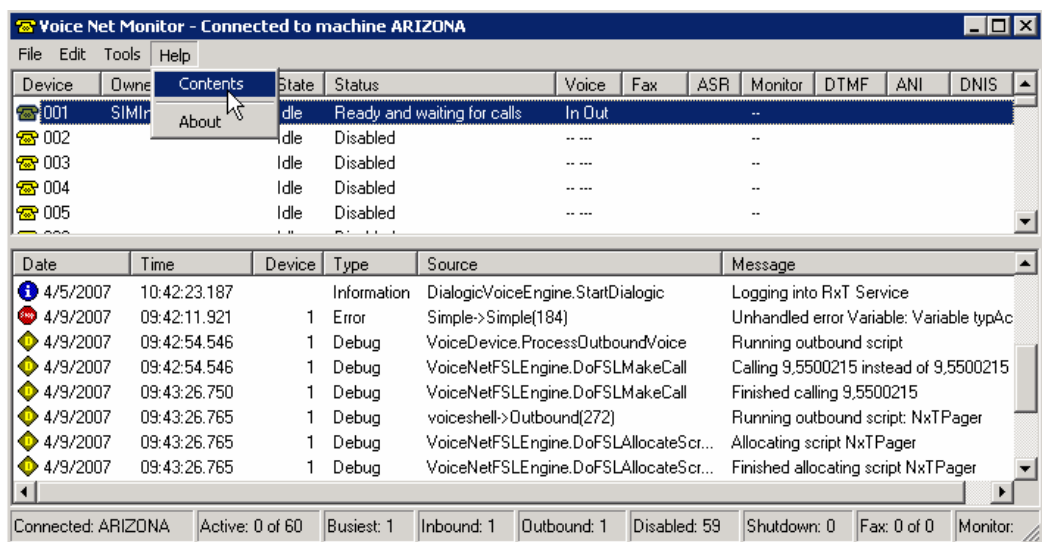 Voice Net Monitor - Connected to machine ARIZONA
File Edit Tools Help
Device Owne State Status Voice Fax ASR Monitor DTMF ANI DNIS
Contents
001 SIMIn dle Ready and waiting for calls In Out --
About
002 Idle Disabled -- --- --
003 Idle Disabled -- --- --
004 Idle Disabled -- --- --
005 Idle Disabled -- --- --
Date Time Device Type Source Message
4/5/2007 10:42:23.187 Information DialogicVoiceEngine.StartDialogic Logging into RxT Service
4/9/2007 09:42:11.921 1 Error Simple->Simple(184) Unhandled error Variable: Variable typAc
4/9/2007 09:42:54.546 1 Debug VoiceDevice.ProcessOutboundVoice Running outbound script
4/9/2007 09:42:54.546 1 Debug VoiceNetFSLEngine.DoFSLMakeCall Calling 9,5500215 instead of 9,5500215
4/9/2007 09:43:26.750 1 Debug VoiceNetFSLEngine.DoFSLMakeCall Finished calling 9,5500215
4/9/2007 09:43:26.765 1 Debug voiceshell->Outbound(272) Running outbound script: NxTPager
4/9/2007 09:43:26.765 1 Debug VoiceNetFSLEngine.DoFSLAllocateScr... Allocating script NxTPager
4/9/2007 09:43:26.765 1 Debug VoiceNetFSLEngine.DoFSLAllocateScr... Finished allocating script NxTPager
Connected: ARIZONA Active: 0 of 60 Busiest: 1 Inbound: 1 Outbound: 1 Disabled: 59 Shutdown: 0 Fax: 0 of 0 Monitor: